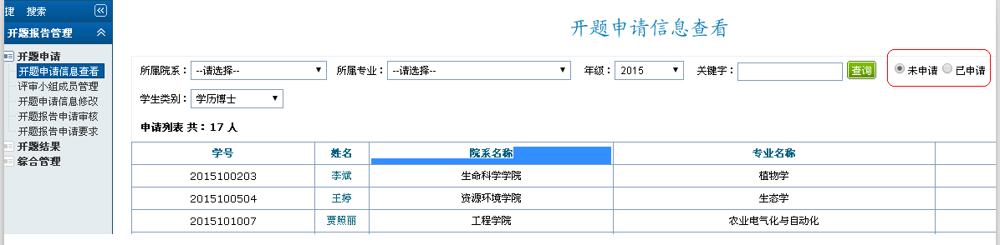 捷 搜索
开题报告管理
开题申请
开题申请信息查看
评审小组成员管理
开题申请信息修改
开题报告申请审核
开题报告申请要求
开题结果
综合管理
开题申请信息查看
所属院系： --请选择-- 所属专业： --请选择-- 年级： 2015 关键字： 查询 未申请 已申请
学生类别： 学历博士
申请列表 共：17 人
学号 姓名 院系名称 专业名称
2015100203 李斌 生命科学学院 植物学
2015100504 王婷 资源环境学院 生态学
2015101007 贾照丽 工程学院 农业电气化与自动化